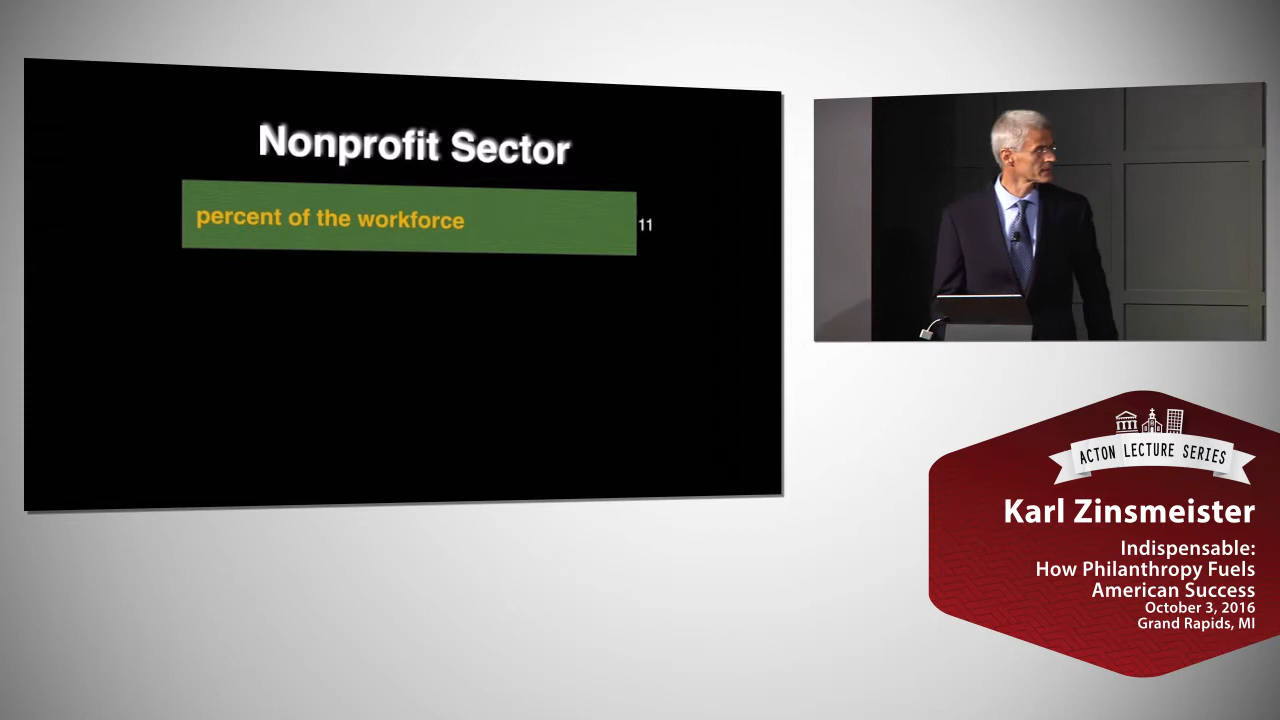 Nonprofit Sector
percent of the workforce
11
ACTON LECTURE SERIES
Karl Zinsmeister
Indispensable:
How Philanthropy Fuels
American Success
October 3, 2016
Grand Rapids, MI